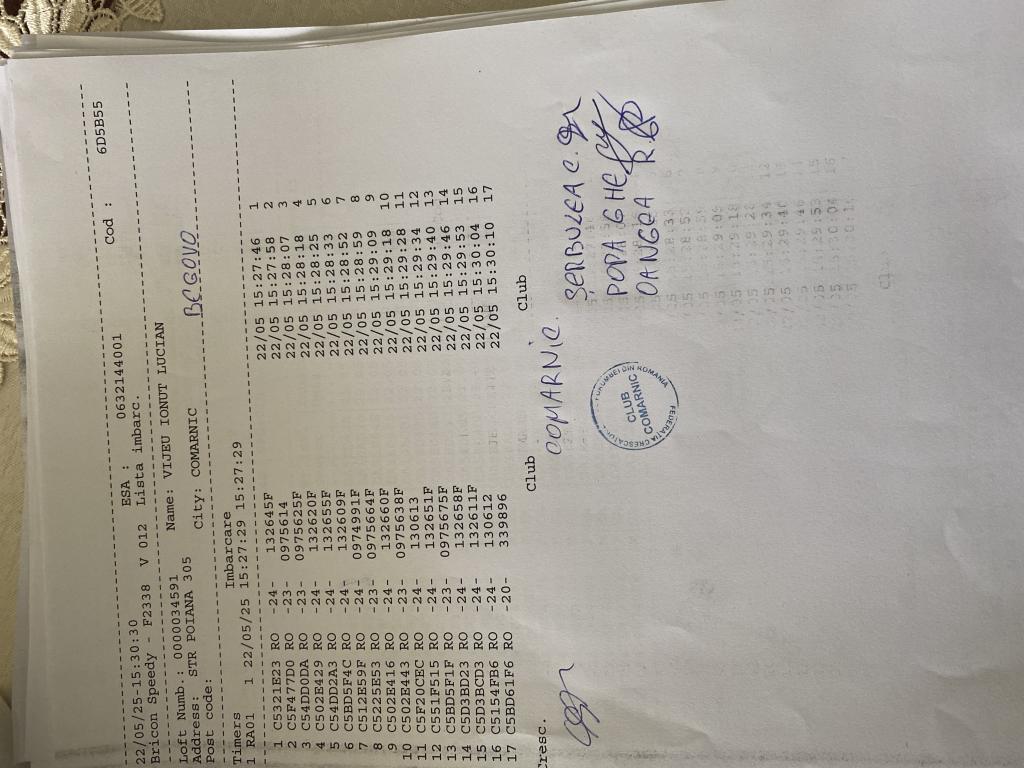 22/05/25-15:30:30 ESA : 0632144001 Cod : 6D5B55
Bricon Speedy - F2338 V 012 Lista imbarc.
Loft Numb.: 0000034591 Name: VIJEU IONUT LUCIAN
Address: STR POIANA 305 City: COMARNIC
Post code:
BEGOVO
Timers Imbarcare
1 RA01 1 22/05/25 15:27:29 15:27:29
1 C5321E23 RO -24- 132645F 22/05 15:27:46 1
2 C5F477D0 RO -23- 0975614 22/05 15:27:58 2
3 C54DD0DA RO -23- 0975625F 22/05 15:28:07 3
4 C502E429 RO -24- 132620F 22/05 15:28:18 4
5 C54DD2A3 RO -24- 132655F 22/05 15:28:25 5
6 C5BD5F4C RO -24- 132609F 22/05 15:28:33 6
7 C512E59F RO -24- 0974991F 22/05 15:28:52 7
8 C5225E53 RO -23- 0975664F 22/05 15:28:59 8
9 C502E416 RO -24- 132660F 22/05 15:29:09 9
10 C502E443 RO -23- 0975638F 22/05 15:29:18 10
11 C5F20CEC RO -24- 130613 22/05 15:29:28 11
12 C551F515 RO -24- 132651F 22/05 15:29:34 12
13 C5BD5F1F RO -23- 0975675F 22/05 15:29:40 13
14 C5D3BD23 RO -24- 132658F 22/05 15:29:46 14
15 C5D3BCD3 RO -24- 132611F 22/05 15:29:53 15
16 C5154FB6 RO -24- 130612 22/05 15:30:04 16
17 C5BD61F6 RO -20- 339896 22/05 15:30:10 17
Cresc. Club Club
COMARNIC.
ȘERBULEA C.
POPA GHE
OANCEA R.
DIN ROMANIA
CLUB
COMARNIC
FEDERATIA